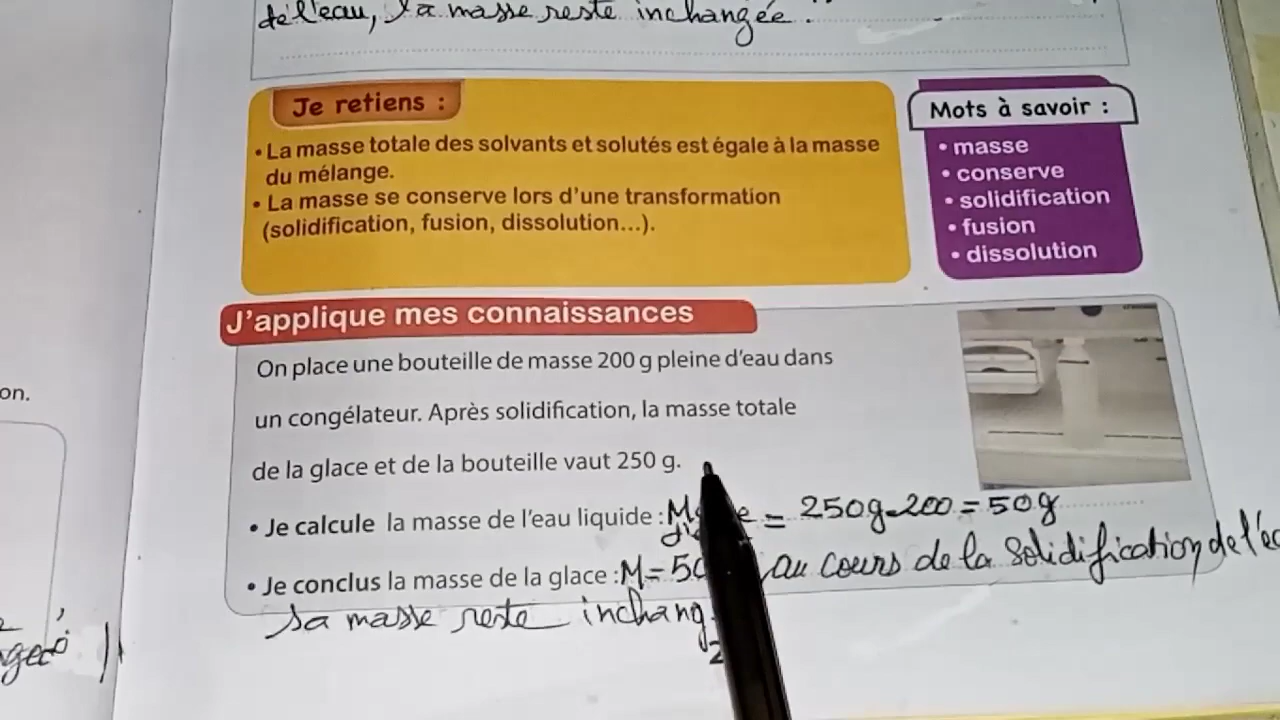 de l'eau, la masse reste inchangée.
Je retiens :
• La masse totale des solvants et solutés est égale à la masse
du mélange.
• La masse se conserve lors d'une transformation
(solidification, fusion, dissolution...).
Mots à savoir :
• masse
• conserve
• solidification
• fusion
• dissolution
J'applique mes connaissances
On place une bouteille de masse 200 g pleine d'eau dans
un congélateur. Après solidification, la masse totale
de la glace et de la bouteille vaut 250 g.
• Je calcule la masse de l'eau liquide : = 250g-200 = 50g
• Je conclus la masse de la glace : M= au cours de la solidification de l'
sa masse reste
on.